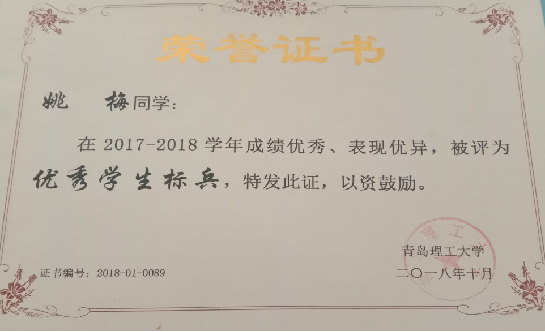 荣誉证书
姚 梅同学：
在 2017-2018 学年成绩优秀、表现优异，被评为
优秀学生标兵，特发此证，以资鼓励。
青岛理工大学
证书编号：2018-01-0089
二〇一八年十月